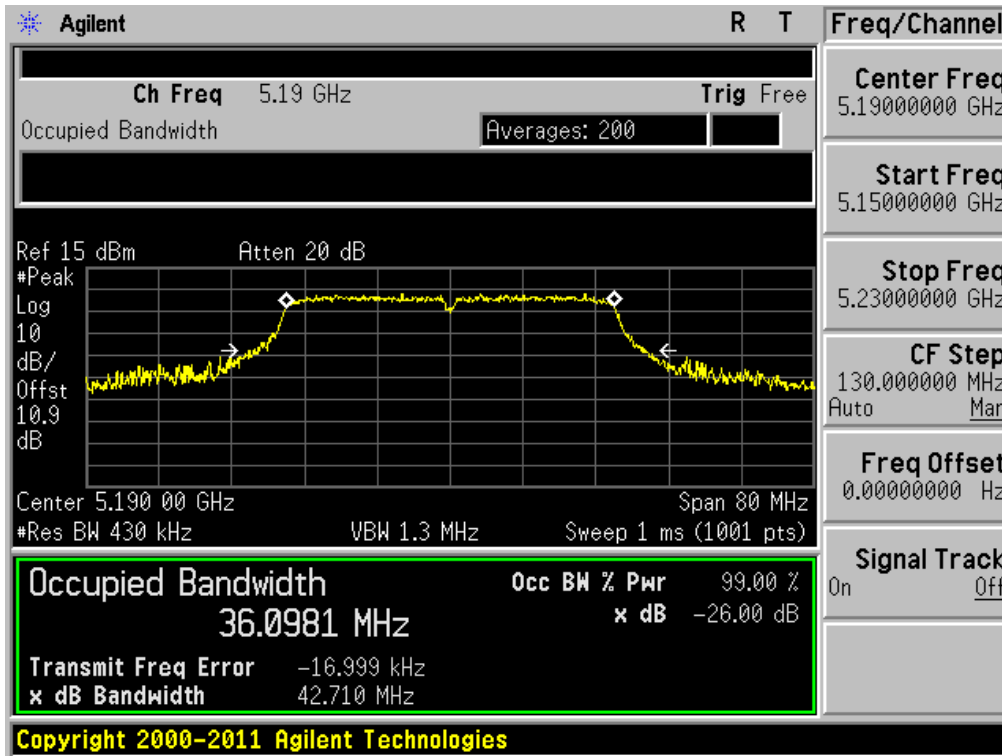 Agilent R T
Freq/Channel
Ch Freq 5.19 GHz Trig Free
Occupied Bandwidth Averages: 200
Center Freq
5.19000000 GHz
Start Freq
5.15000000 GHz
Stop Freq
5.23000000 GHz
CF Step
130.000000 MHz
Auto Man
Freq Offset
0.00000000 Hz
Signal Track
On Off
Ref 15 dBm Atten 20 dB
#Peak
Log
10
dB/
Offst
10.9
dB
Center 5.190 00 GHz Span 80 MHz
#Res BW 430 kHz VBW 1.3 MHz Sweep 1 ms (1001 pts)
Occupied Bandwidth Occ BW % Pwr 99.00 %
36.0981 MHz x dB -26.00 dB
Transmit Freq Error -16.999 kHz
x dB Bandwidth 42.710 MHz
Copyright 2000-2011 Agilent Technologies